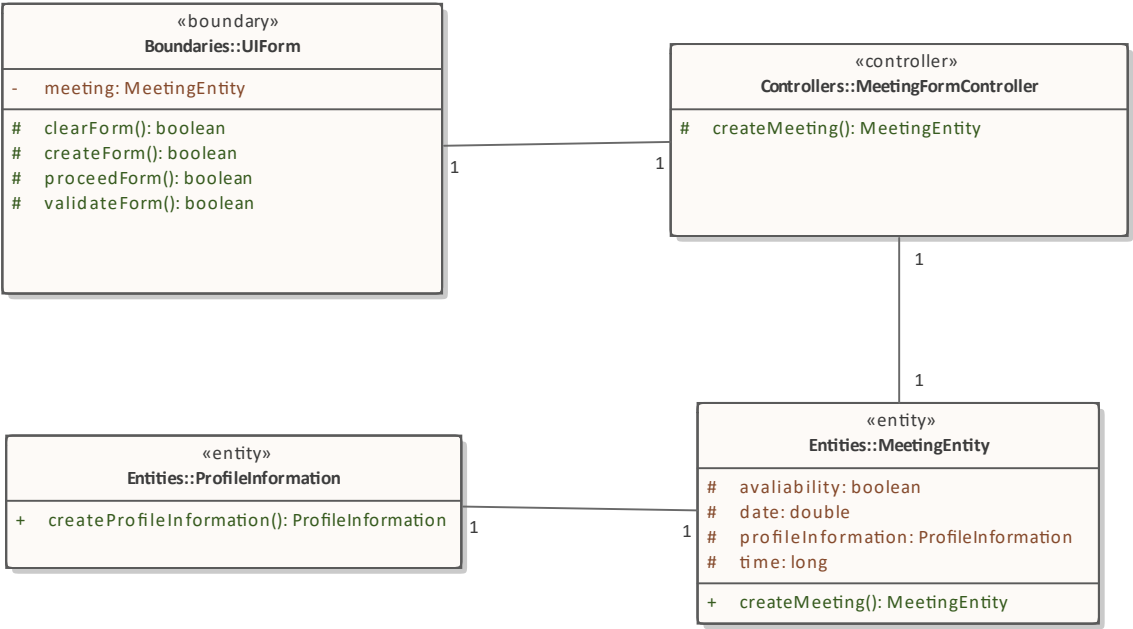 «boundary»
Boundaries::UIForm
- meeting: MeetingEntity
# clearForm(): boolean
# createForm(): boolean
# proceedForm(): boolean
# validateForm(): boolean
«controller»
Controllers::MeetingFormController
# createMeeting(): MeetingEntity
1
1
1
1
«entity»
Entities::ProfileInformation
+ createProfileInformation(): ProfileInformation
«entity»
Entities::MeetingEntity
# avaliability: boolean
# date: double
# profileInformation: ProfileInformation
# time: long
+ createMeeting(): MeetingEntity
1
1